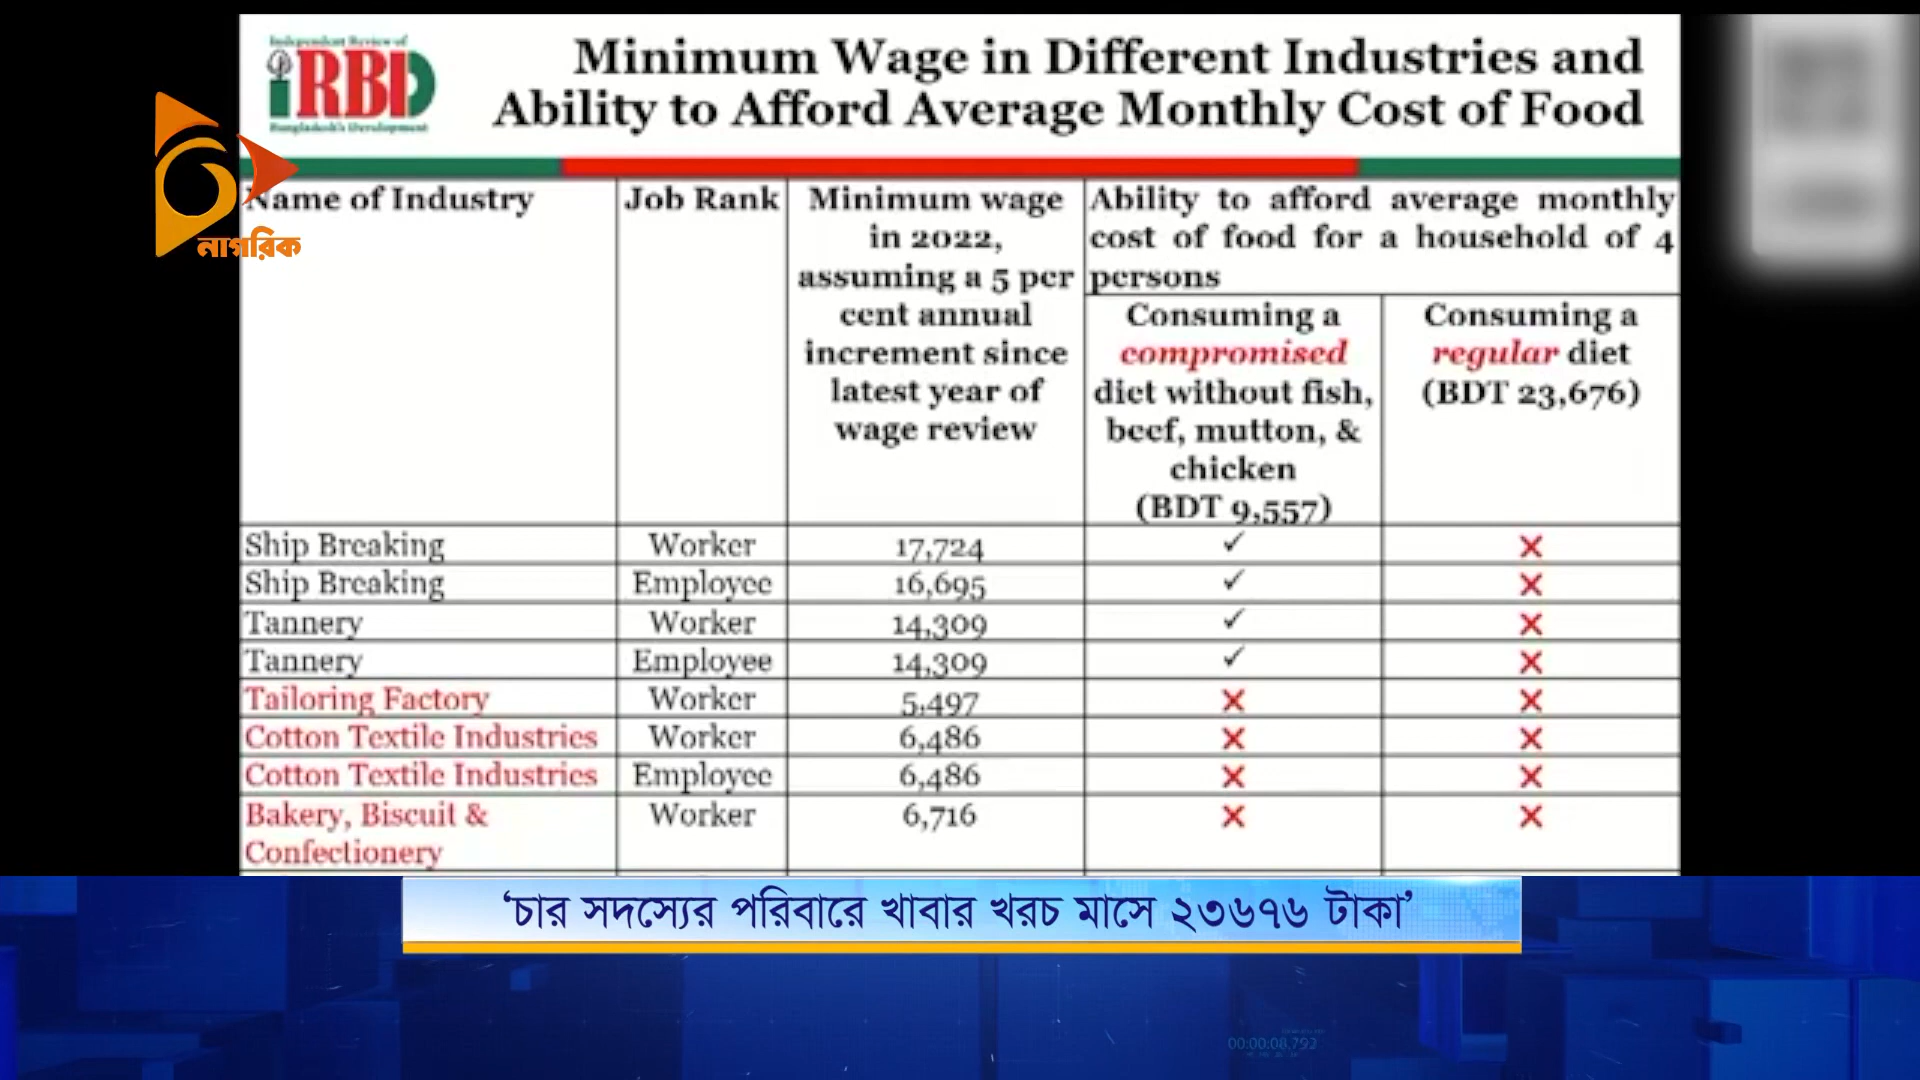 Independent Review of
iRBD
Bangladesh's Development
Minimum Wage in Different Industries and
Ability to Afford Average Monthly Cost of Food
নাগরিক
Name of Industry
Job Rank
Minimum wage
in 2022,
assuming a 5 per
cent annual
increment since
latest year of
wage review
Ability to afford average monthly
cost of food for a household of 4
persons
Consuming a
compromised
diet without fish,
beef, mutton, &
chicken
(BDT 9,557)
Consuming a
regular diet
(BDT 23,676)
Ship Breaking Worker 17,724 ✓ ✕
Ship Breaking Employee 16,695 ✓ ✕
Tannery Worker 14,309 ✓ ✕
Tannery Employee 14,309 ✓ ✕
Tailoring Factory Worker 5,497 ✕ ✕
Cotton Textile Industries Worker 6,486 ✕ ✕
Cotton Textile Industries Employee 6,486 ✕ ✕
Bakery, Biscuit & Worker 6,716 ✕ ✕
Confectionery
‘চার সদস্যের পরিবারে খাবার খরচ মাসে ২৩৬৭৬ টাকা’
00:00:08.792